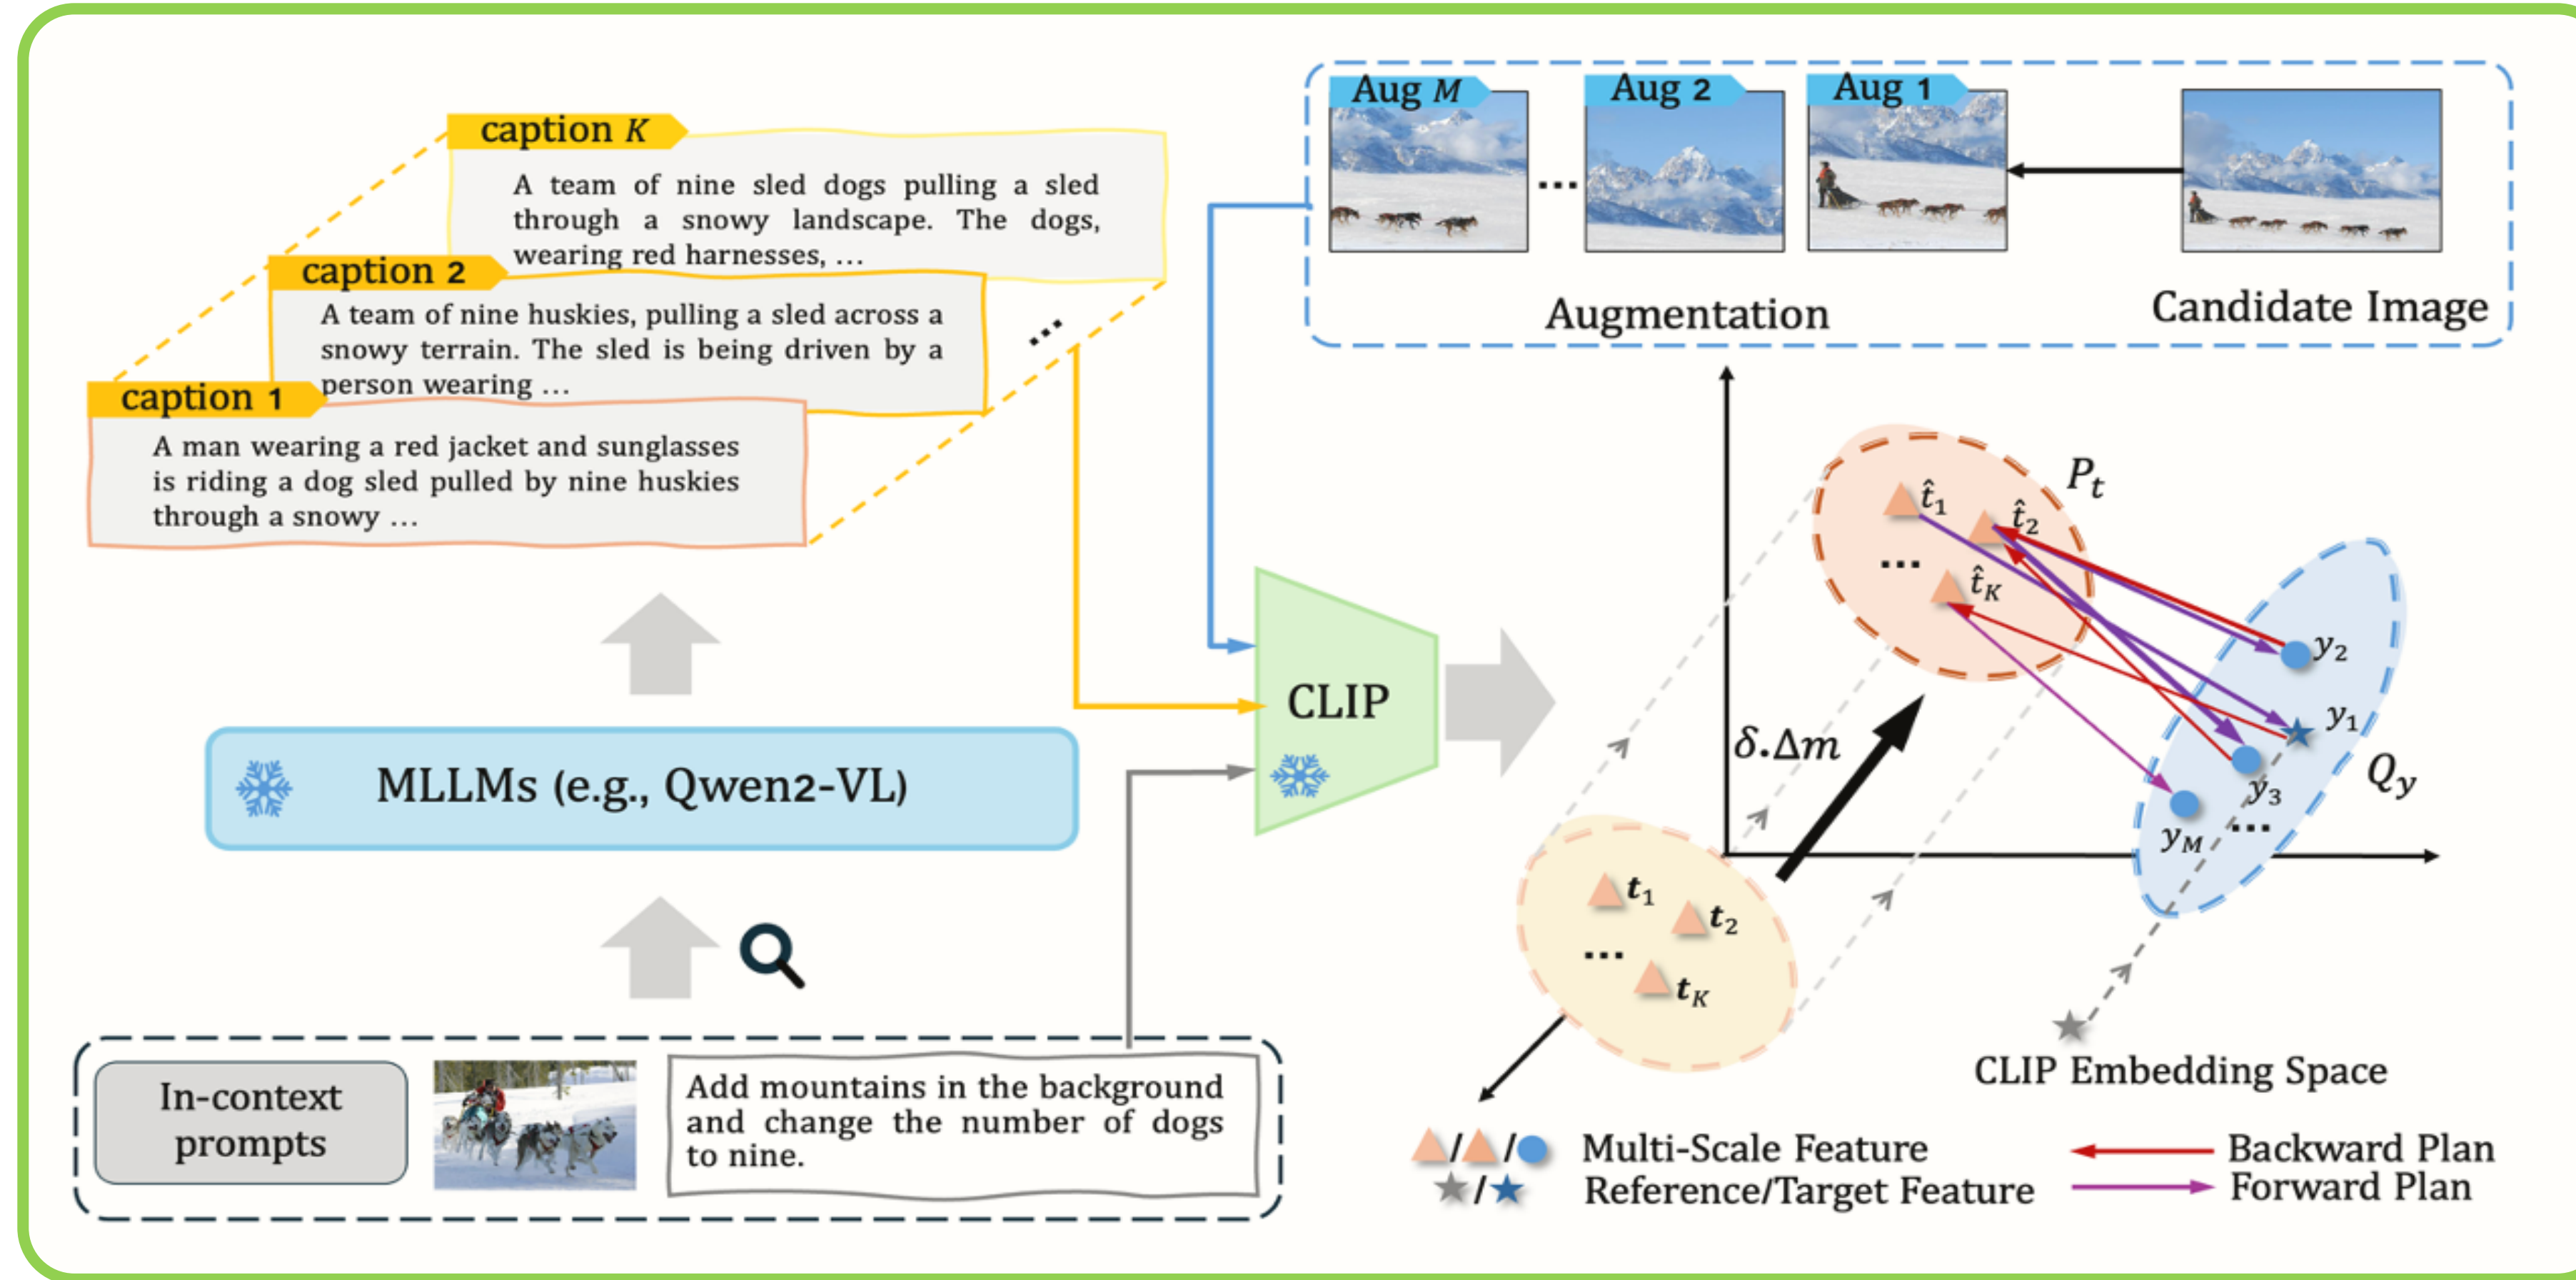 caption K
A team of nine sled dogs pulling a sled
through a snowy landscape. The dogs,
wearing red harnesses, ...
caption 2
A team of nine huskies, pulling a sled across a
snowy terrain. The sled is being driven by a
person wearing ...
caption 1
A man wearing a red jacket and sunglasses
is riding a dog sled pulled by nine huskies
through a snowy ...
...
MLLMs (e.g., Qwen2-VL)
In-context
prompts
Add mountains in the background
and change the number of dogs
to nine.
CLIP
Aug M
...
Aug 2
Aug 1
Augmentation
Candidate Image
P_t
t̂_1
t̂_2
...
t̂_K
y_2
y_1
y_3
y_M
...
Q_y
δ.Δm
t_1
t_2
...
t_K
CLIP Embedding Space
/ / Multi-Scale Feature
/ Reference/Target Feature
Backward Plan
Forward Plan